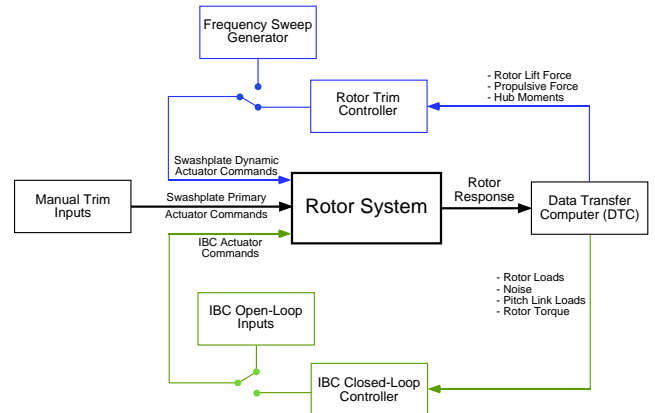 Frequency Sweep
Generator
Rotor Trim
Controller
- Rotor Lift Force
- Propulsive Force
- Hub Moments
Swashplate Dynamic
Actuator Commands
Manual Trim
Inputs
Swashplate Primary
Actuator Commands
Rotor System
Rotor
Response
Data Transfer
Computer (DTC)
IBC Actuator
Commands
- Rotor Loads
- Noise
- Pitch Link Loads
- Rotor Torque
IBC Open-Loop
Inputs
IBC Closed-Loop
Controller